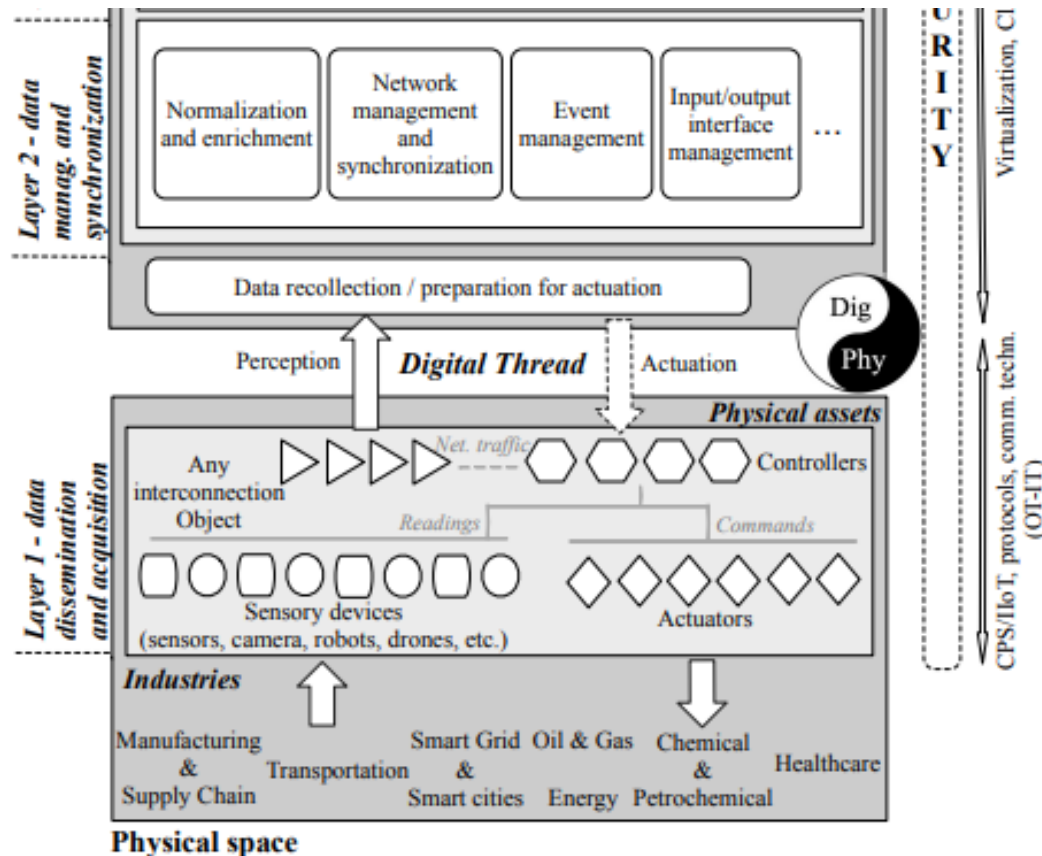 Layer 2 - data
manag. and
synchronization
Normalization
and enrichment
Network
management
and
synchronization
Event
management
Input/output
interface
management
...
Data recollection / preparation for actuation
Perception
Digital Thread
Actuation
Dig
Phy
U
R
I
T
Y
Virtualization, Cl
Layer 1 - data
dissemination
and acquisition
Physical assets
Any
interconnection
Object
Net. traffic
Controllers
Readings
Commands
Sensory devices
(sensors, camera, robots, drones, etc.)
Actuators
CPS/IIoT, protocols, comm. techn.
(OT-IT)
Industries
Manufacturing
&
Supply Chain
Transportation
Smart Grid
&
Smart cities
Oil & Gas
Energy
Chemical
&
Petrochemical
Healthcare
Physical space